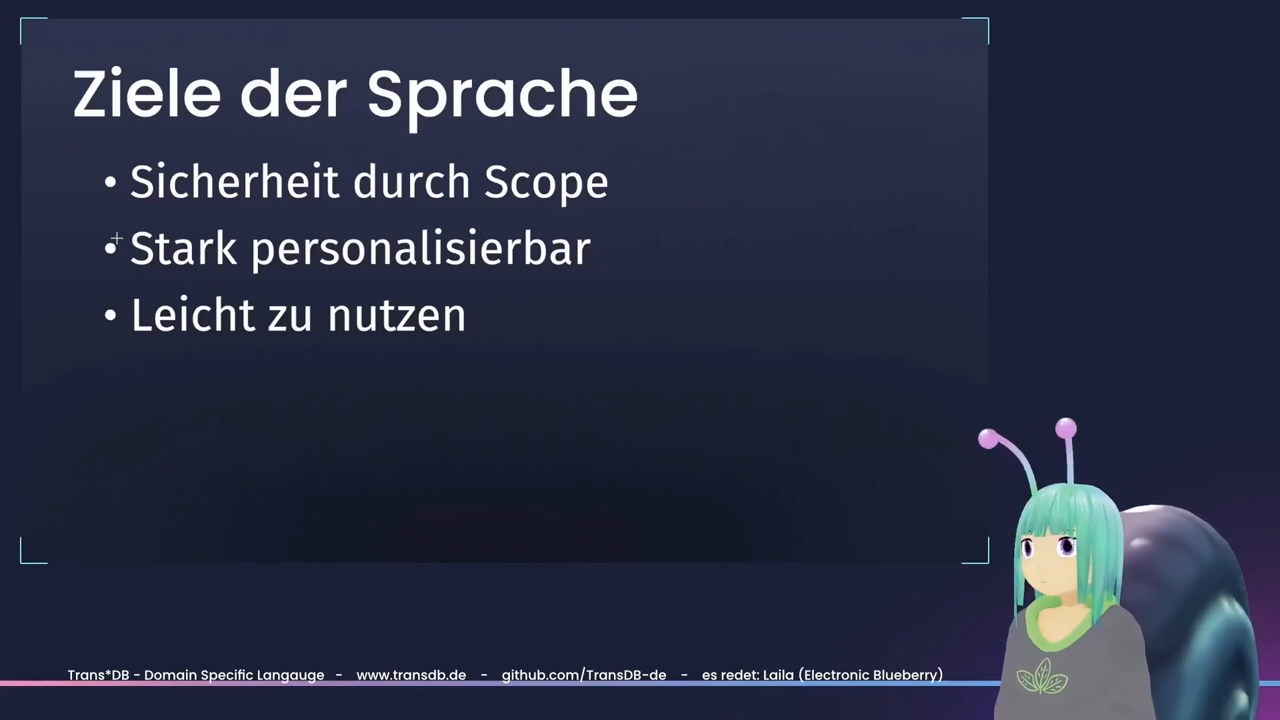 Ziele der Sprache
• Sicherheit durch Scope
• Stark personalisierbar
• Leicht zu nutzen
Trans*DB - Domain Specific Langauge - www.transdb.de - github.com/TransDB-de - es redet: Laila (Electronic Blueberry)